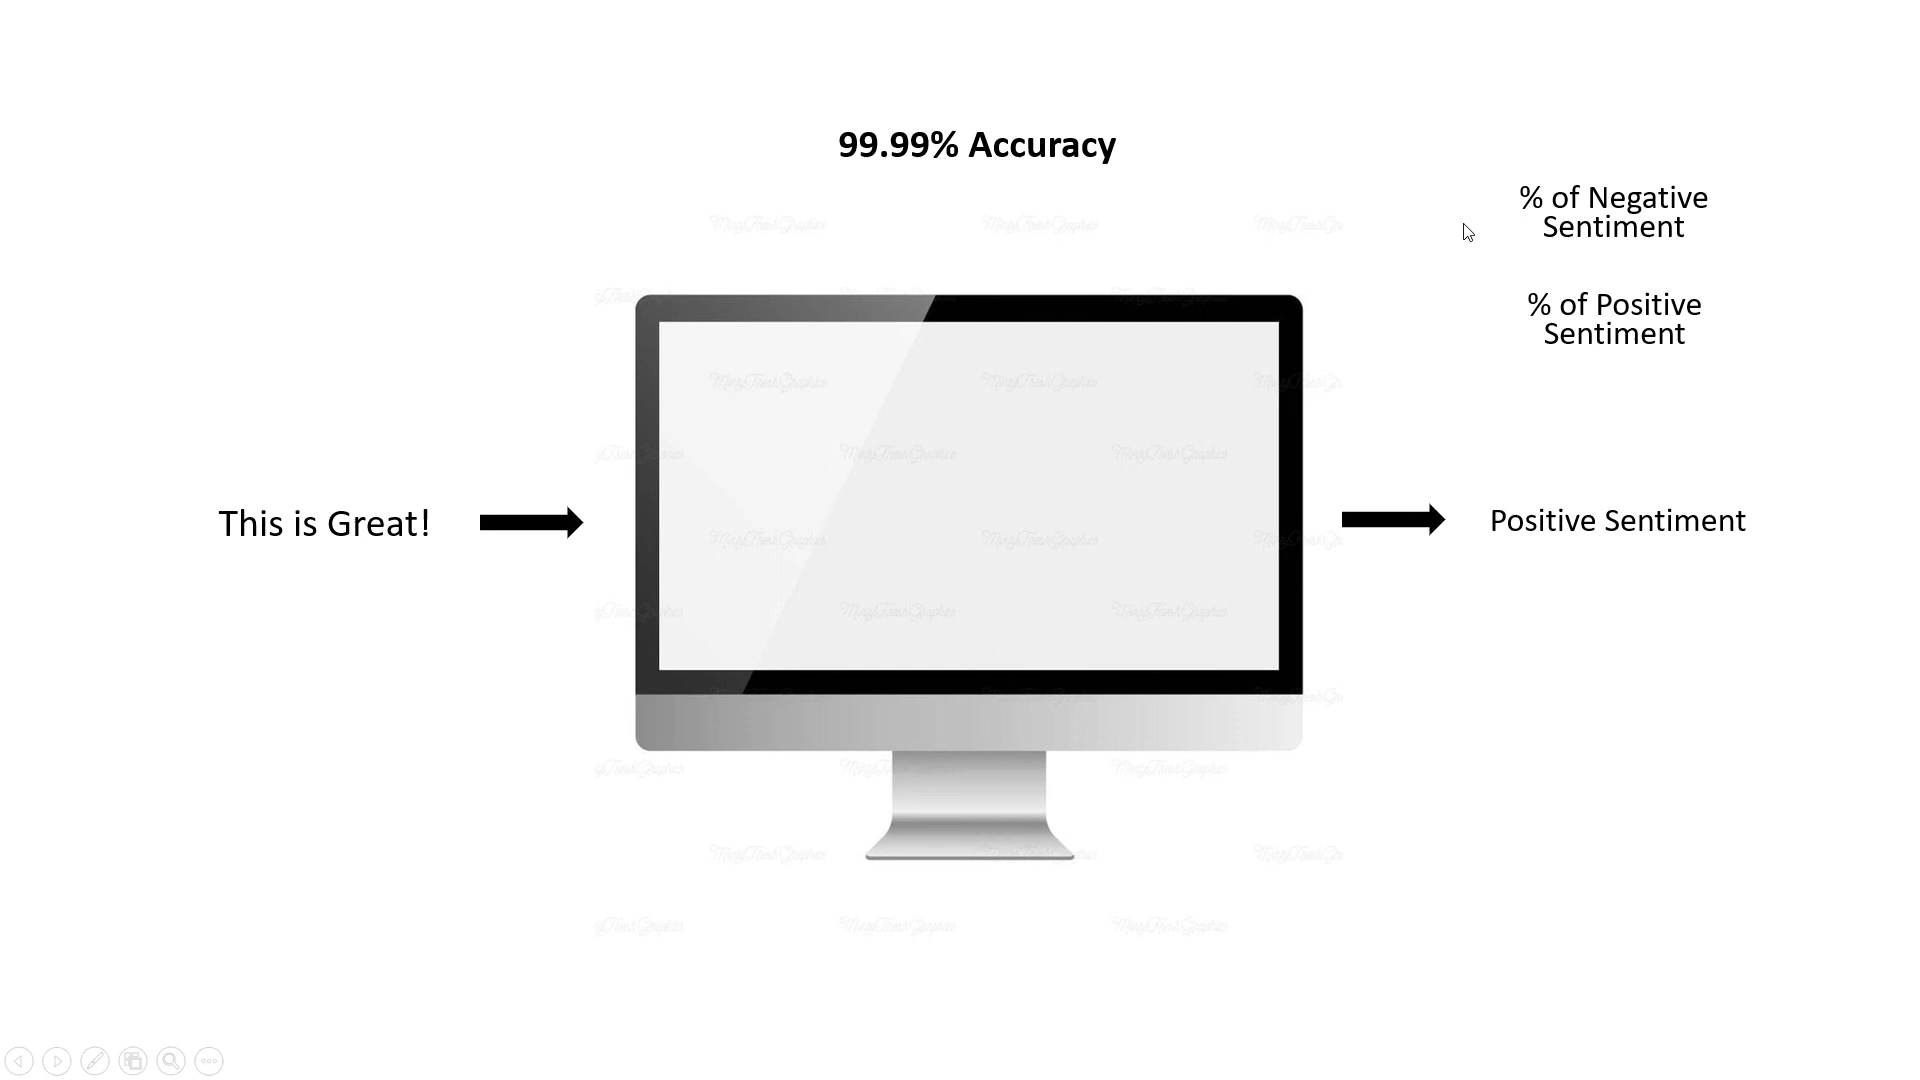 99.99% Accuracy
% of Negative
Sentiment
% of Positive
Sentiment
This is Great!
Positive Sentiment